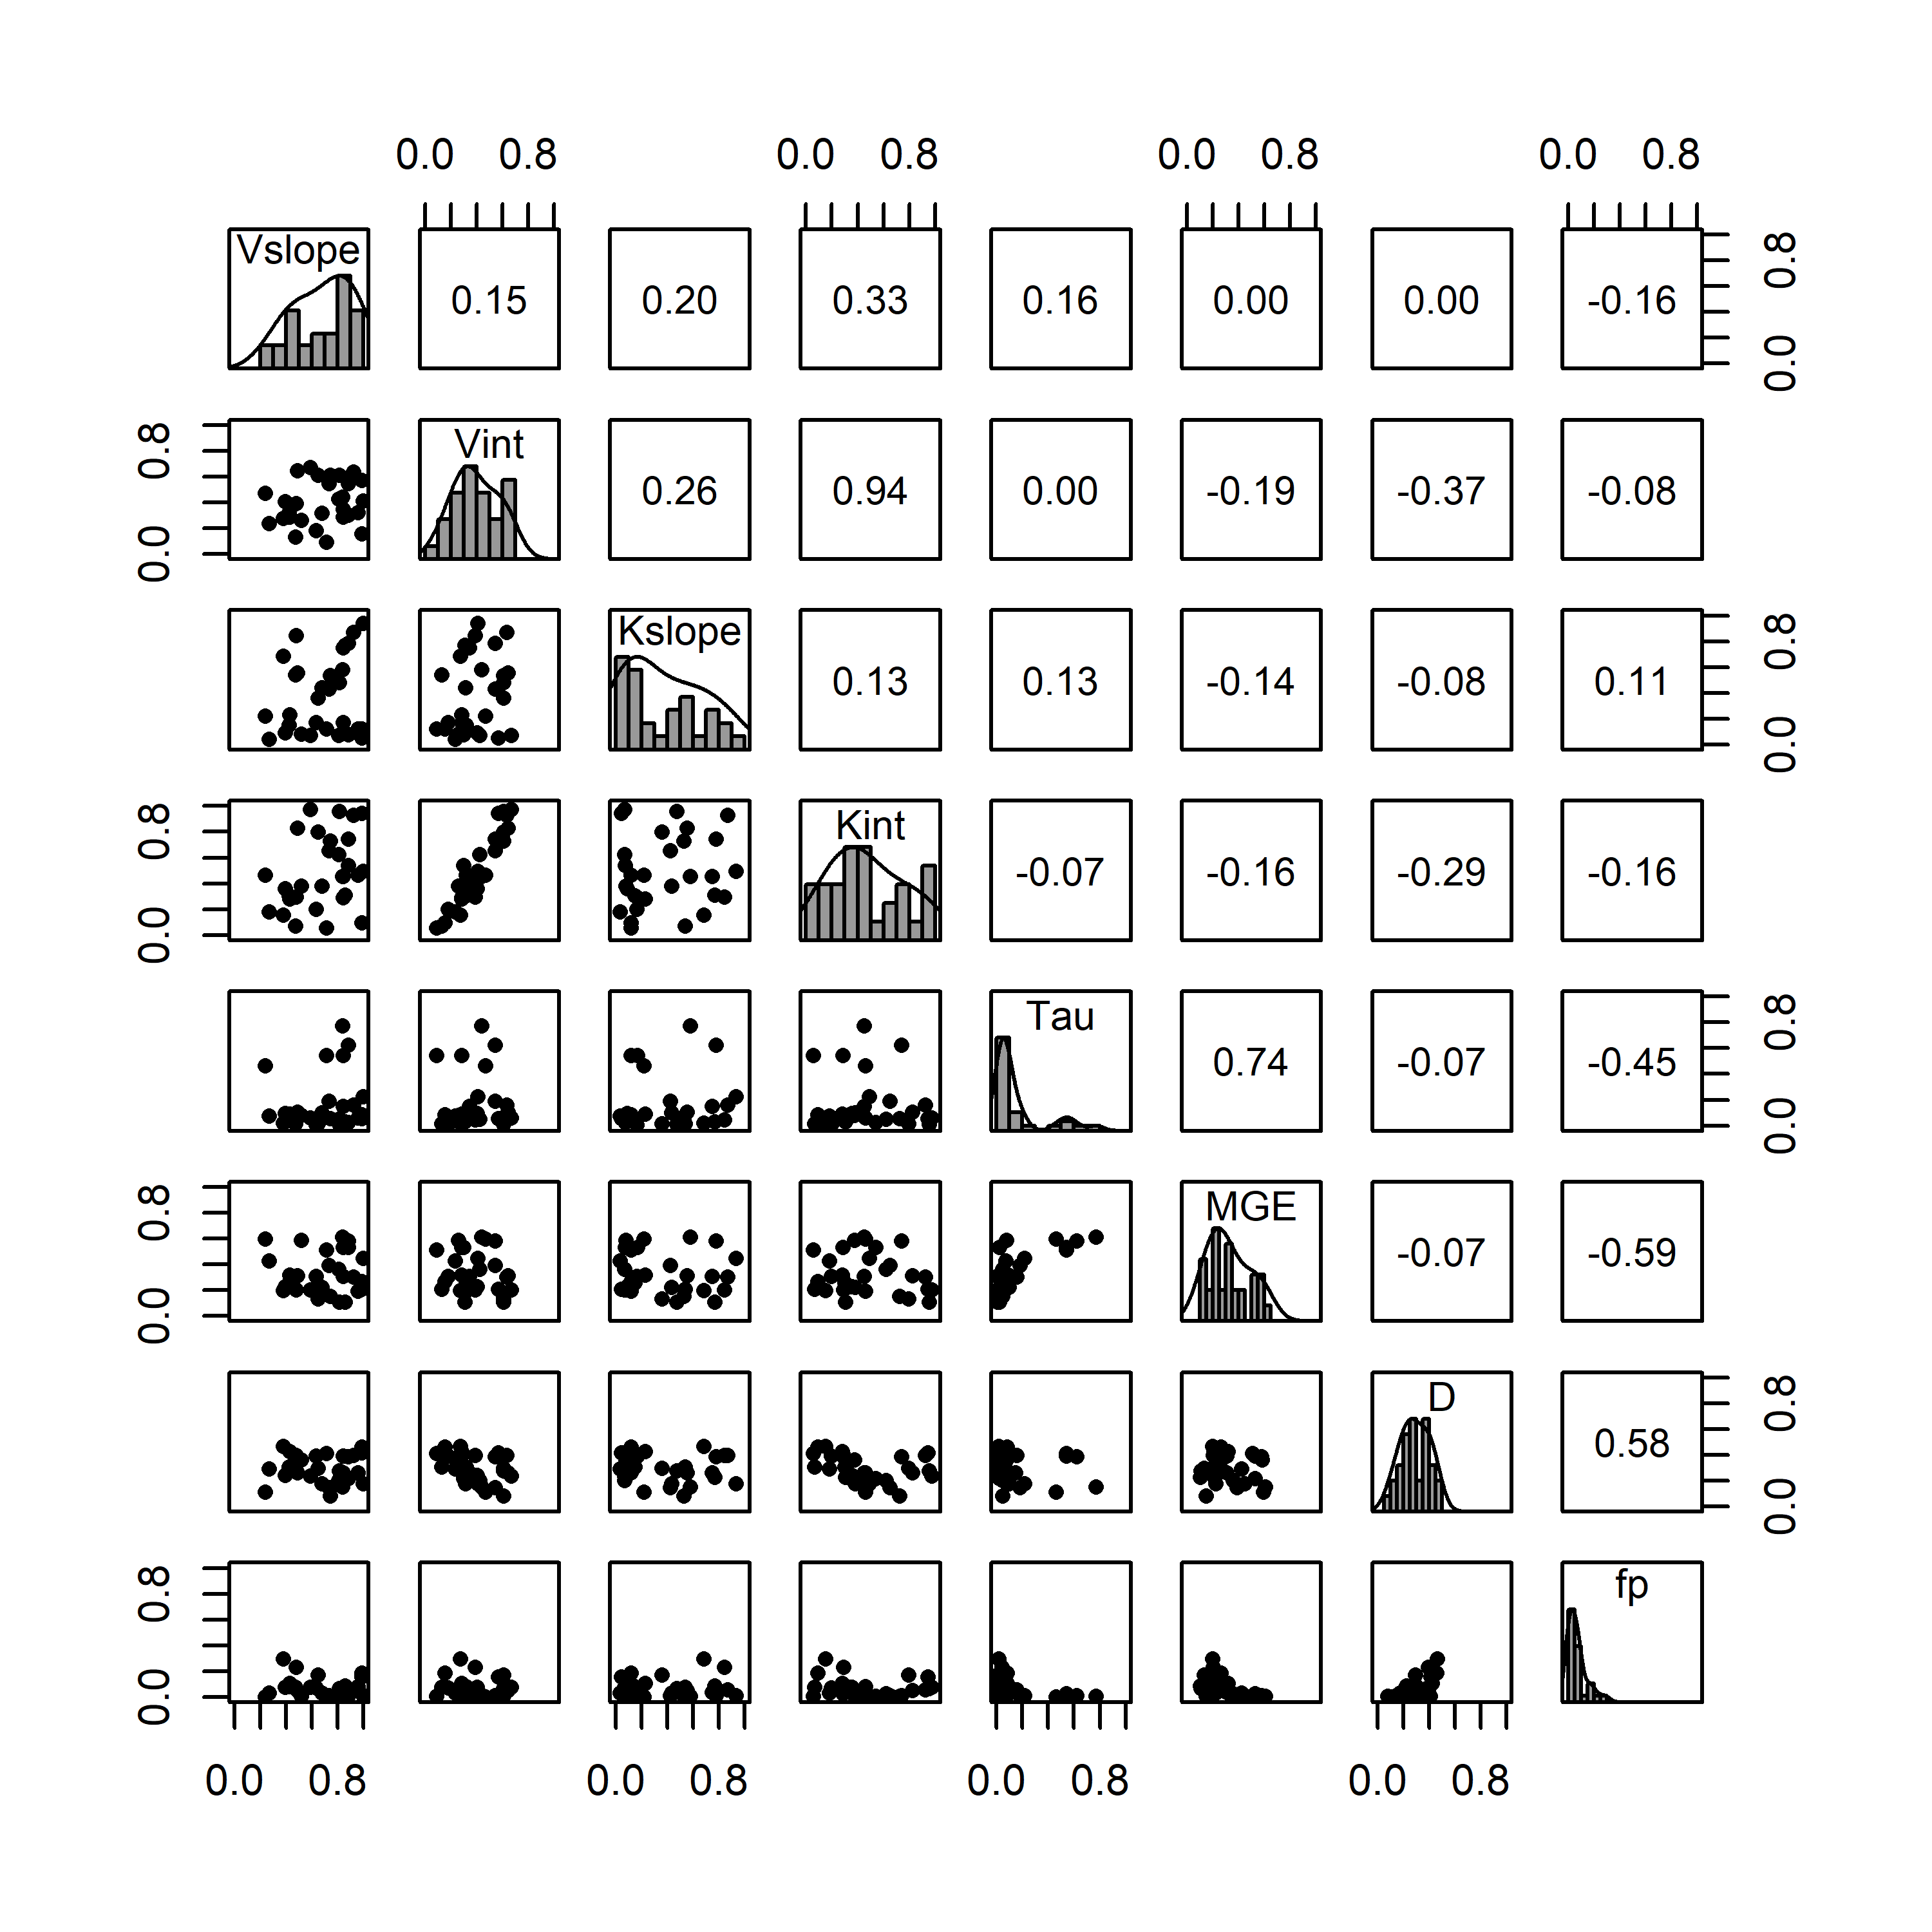 0.0 0.8 0.0 0.8 0.0 0.8 0.0 0.8
Vslope 0.15 0.20 0.33 0.16 0.00 0.00 -0.16 0.0 0.8
0.0 0.8 Vint 0.26 0.94 0.00 -0.19 -0.37 -0.08
Kslope 0.13 0.13 -0.14 -0.08 0.11 0.0 0.8
0.0 0.8 Kint -0.07 -0.16 -0.29 -0.16
Tau 0.74 -0.07 -0.45 0.0 0.8
0.0 0.8 MGE -0.07 -0.59
D 0.58 0.0 0.8
0.0 0.8 fp
0.0 0.8 0.0 0.8 0.0 0.8 0.0 0.8